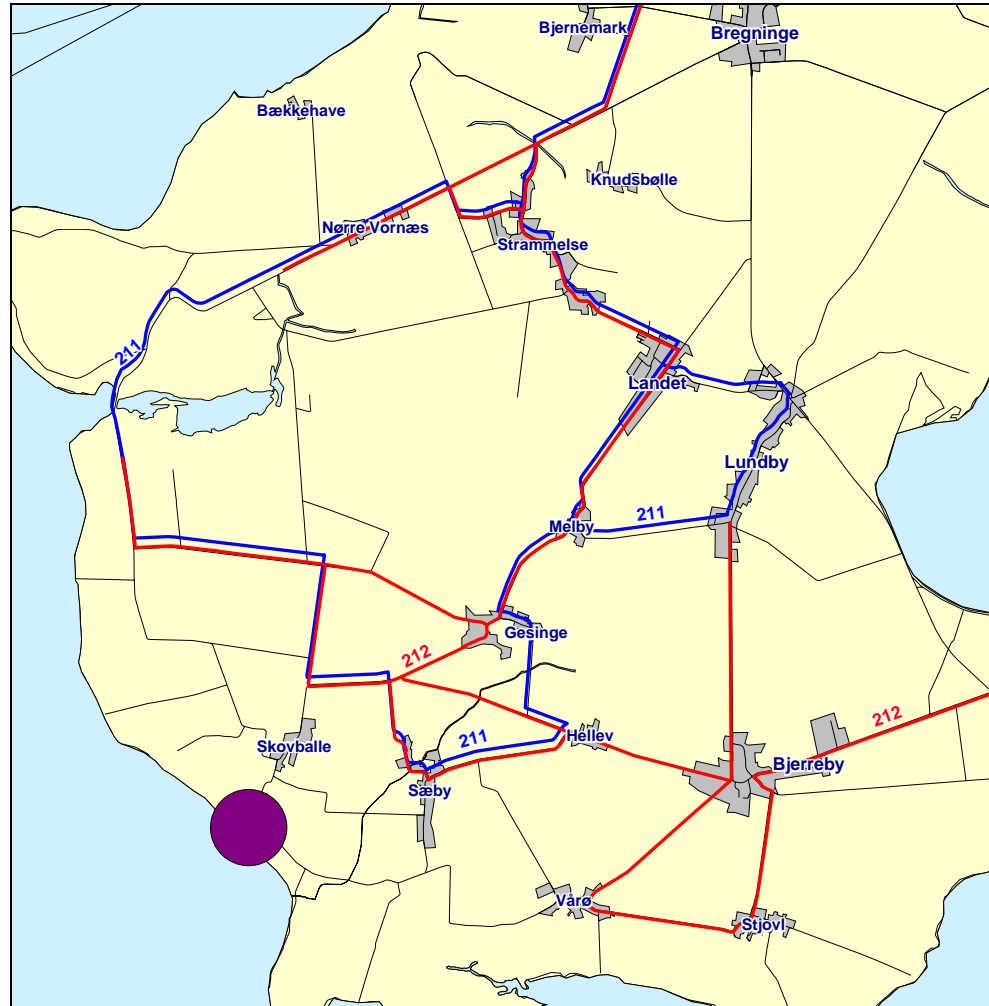 Bjernemark
Bregninge
Bækkehave
Knudsbølle
Nørre Vornæs
Strammelse
211
Landet
Lundby
211
Melby
Gesinge
212
212
Skovballe
211
Hellev
Bjerreby
Sæby
Vårø
Stjovl